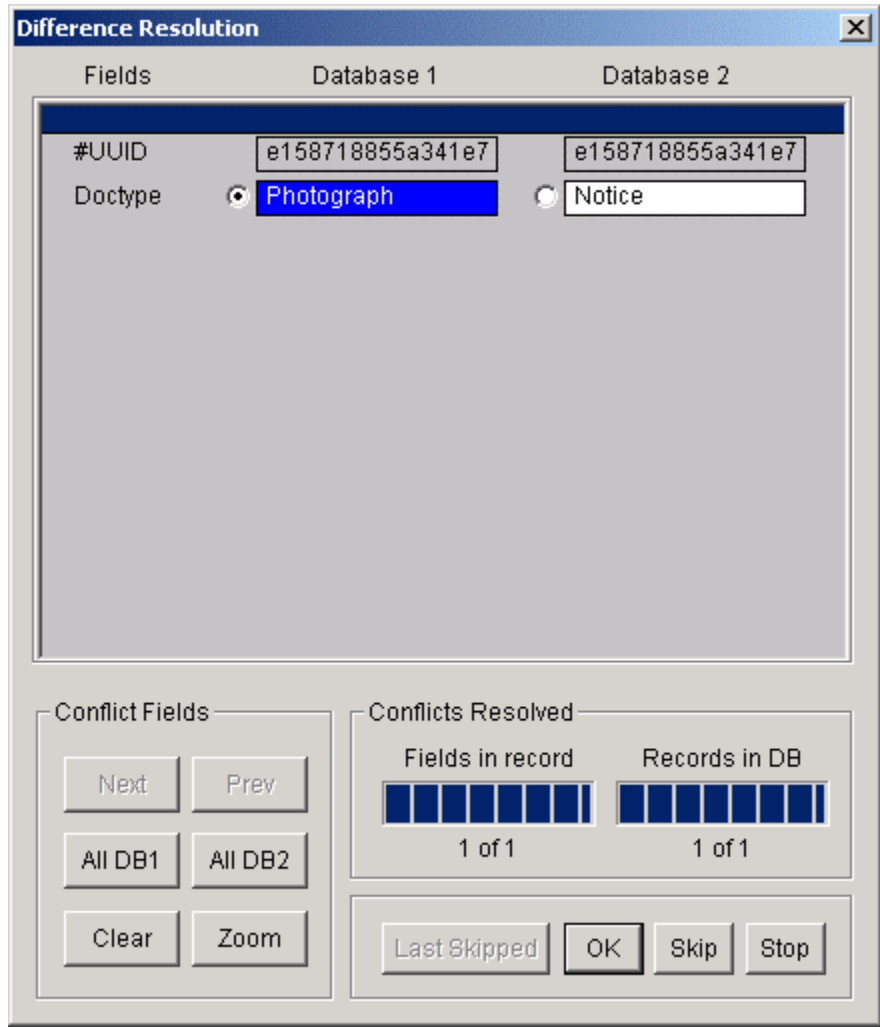 Difference Resolution
Fields Database 1 Database 2
#UUID e158718855a341e7 e158718855a341e7
Doctype Photograph Notice
Conflict Fields
Next Prev
All DB1 All DB2
Clear Zoom
Conflicts Resolved
Fields in record Records in DB
1 of 1 1 of 1
Last Skipped OK Skip Stop